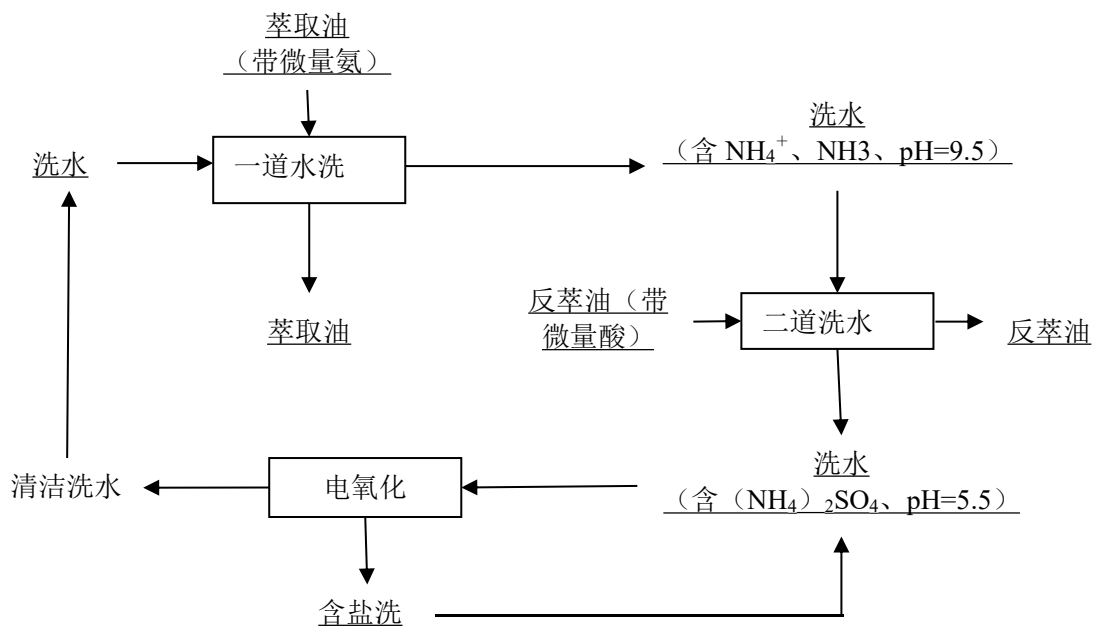 萃取油
（带微量氨）
洗水
一道水洗
洗水
（含 NH₄⁺、NH3、pH=9.5）
萃取油
反萃油（带
微量酸）
二道洗水
反萃油
清洁洗水
电氧化
洗水
（含（NH₄）₂SO₄、pH=5.5）
含盐洗